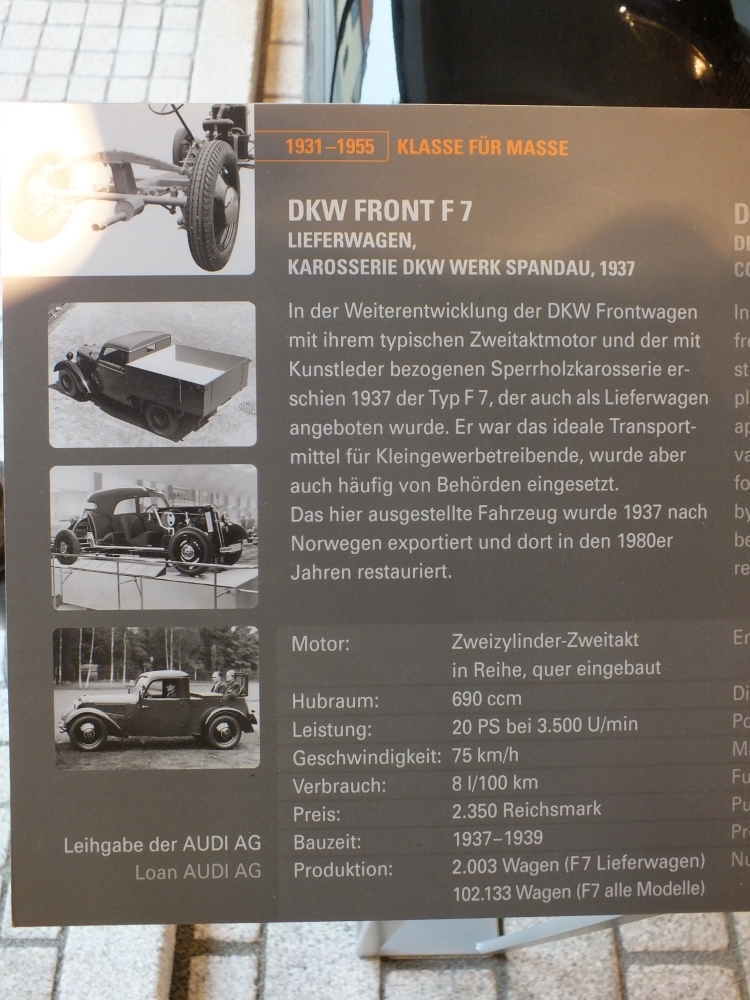 1931–1955 KLASSE FÜR MASSE
DKW FRONT F 7
LIEFERWAGEN,
KAROSSERIE DKW WERK SPANDAU, 1937
In der Weiterentwicklung der DKW Frontwagen
mit ihrem typischen Zweitaktmotor und der mit
Kunstleder bezogenen Sperrholzkarosserie er-
schien 1937 der Typ F 7, der auch als Lieferwagen
angeboten wurde. Er war das ideale Transport-
mittel für Kleingewerbetreibende, wurde aber
auch häufig von Behörden eingesetzt.
Das hier ausgestellte Fahrzeug wurde 1937 nach
Norwegen exportiert und dort in den 1980er
Jahren restauriert.
Motor: Zweizylinder-Zweitakt
in Reihe, quer eingebaut
Hubraum: 690 ccm
Leistung: 20 PS bei 3.500 U/min
Geschwindigkeit: 75 km/h
Verbrauch: 8 l/100 km
Preis: 2.350 Reichsmark
Bauzeit: 1937–1939
Produktion: 2.003 Wagen (F 7 Lieferwagen)
102.133 Wagen (F7 alle Modelle)
Leihgabe der AUDI AG
Loan AUDI AG